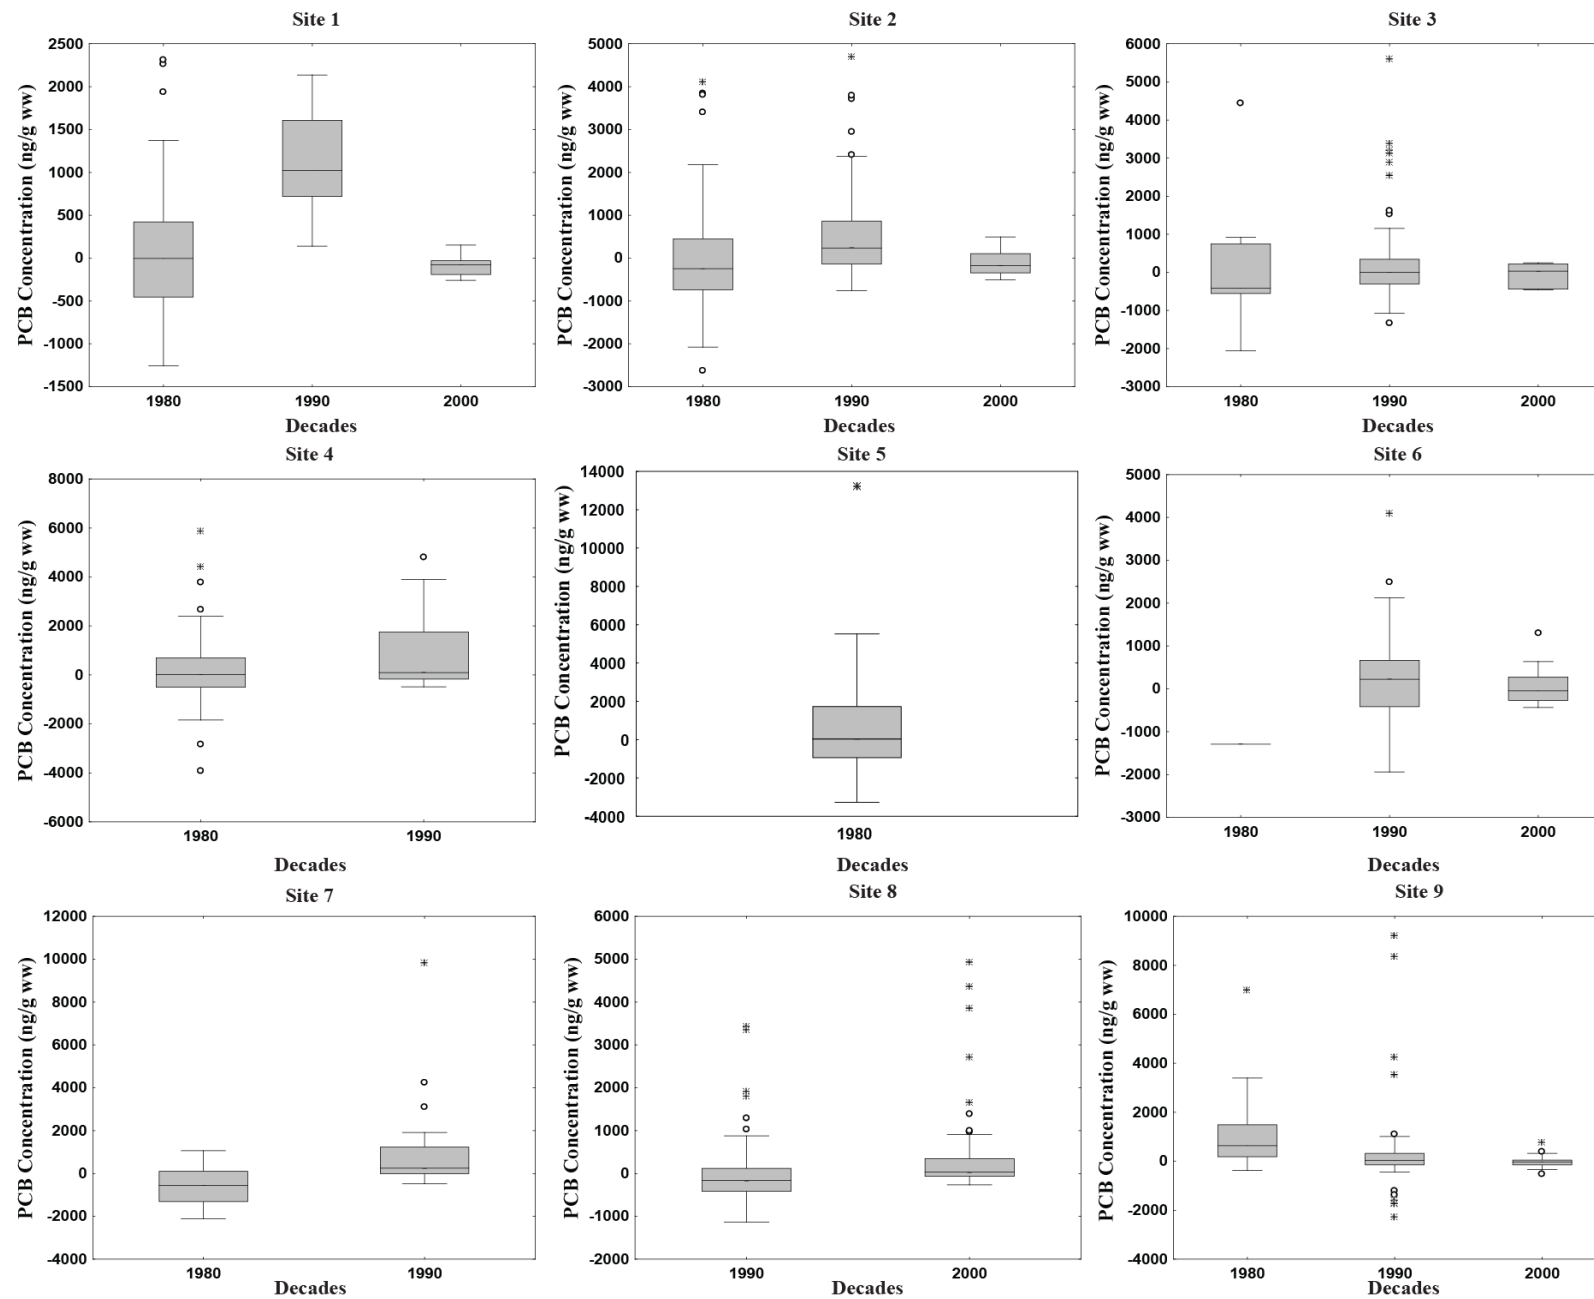 Site 1
Site 2
Site 3
2500
2000
1500
1000
500
0
-500
-1000
-1500
PCB Concentration (ng/g ww)
1980 1990 2000
Decades
5000
4000
3000
2000
1000
0
-1000
-2000
-3000
PCB Concentration (ng/g ww)
1980 1990 2000
Decades
6000
5000
4000
3000
2000
1000
0
-1000
-2000
-3000
PCB Concentration (ng/g ww)
1980 1990 2000
Decades
Site 4
Site 5
Site 6
8000
6000
4000
2000
0
-2000
-4000
-6000
PCB Concentration (ng/g ww)
1980 1990
Decades
14000
12000
10000
8000
6000
4000
2000
0
-2000
-4000
PCB Concentration (ng/g ww)
1980
Decades
5000
4000
3000
2000
1000
0
-1000
-2000
-3000
PCB Concentration (ng/g ww)
1980 1990 2000
Decades
Site 7
Site 8
Site 9
12000
10000
8000
6000
4000
2000
0
-2000
-4000
PCB Concentration (ng/g ww)
1980 1990
Decades
6000
5000
4000
3000
2000
1000
0
-1000
-2000
PCB Concentration (ng/g ww)
1990 2000
Decades
10000
8000
6000
4000
2000
0
-2000
-4000
PCB Concentration (ng/g ww)
1980 1990 2000
Decades